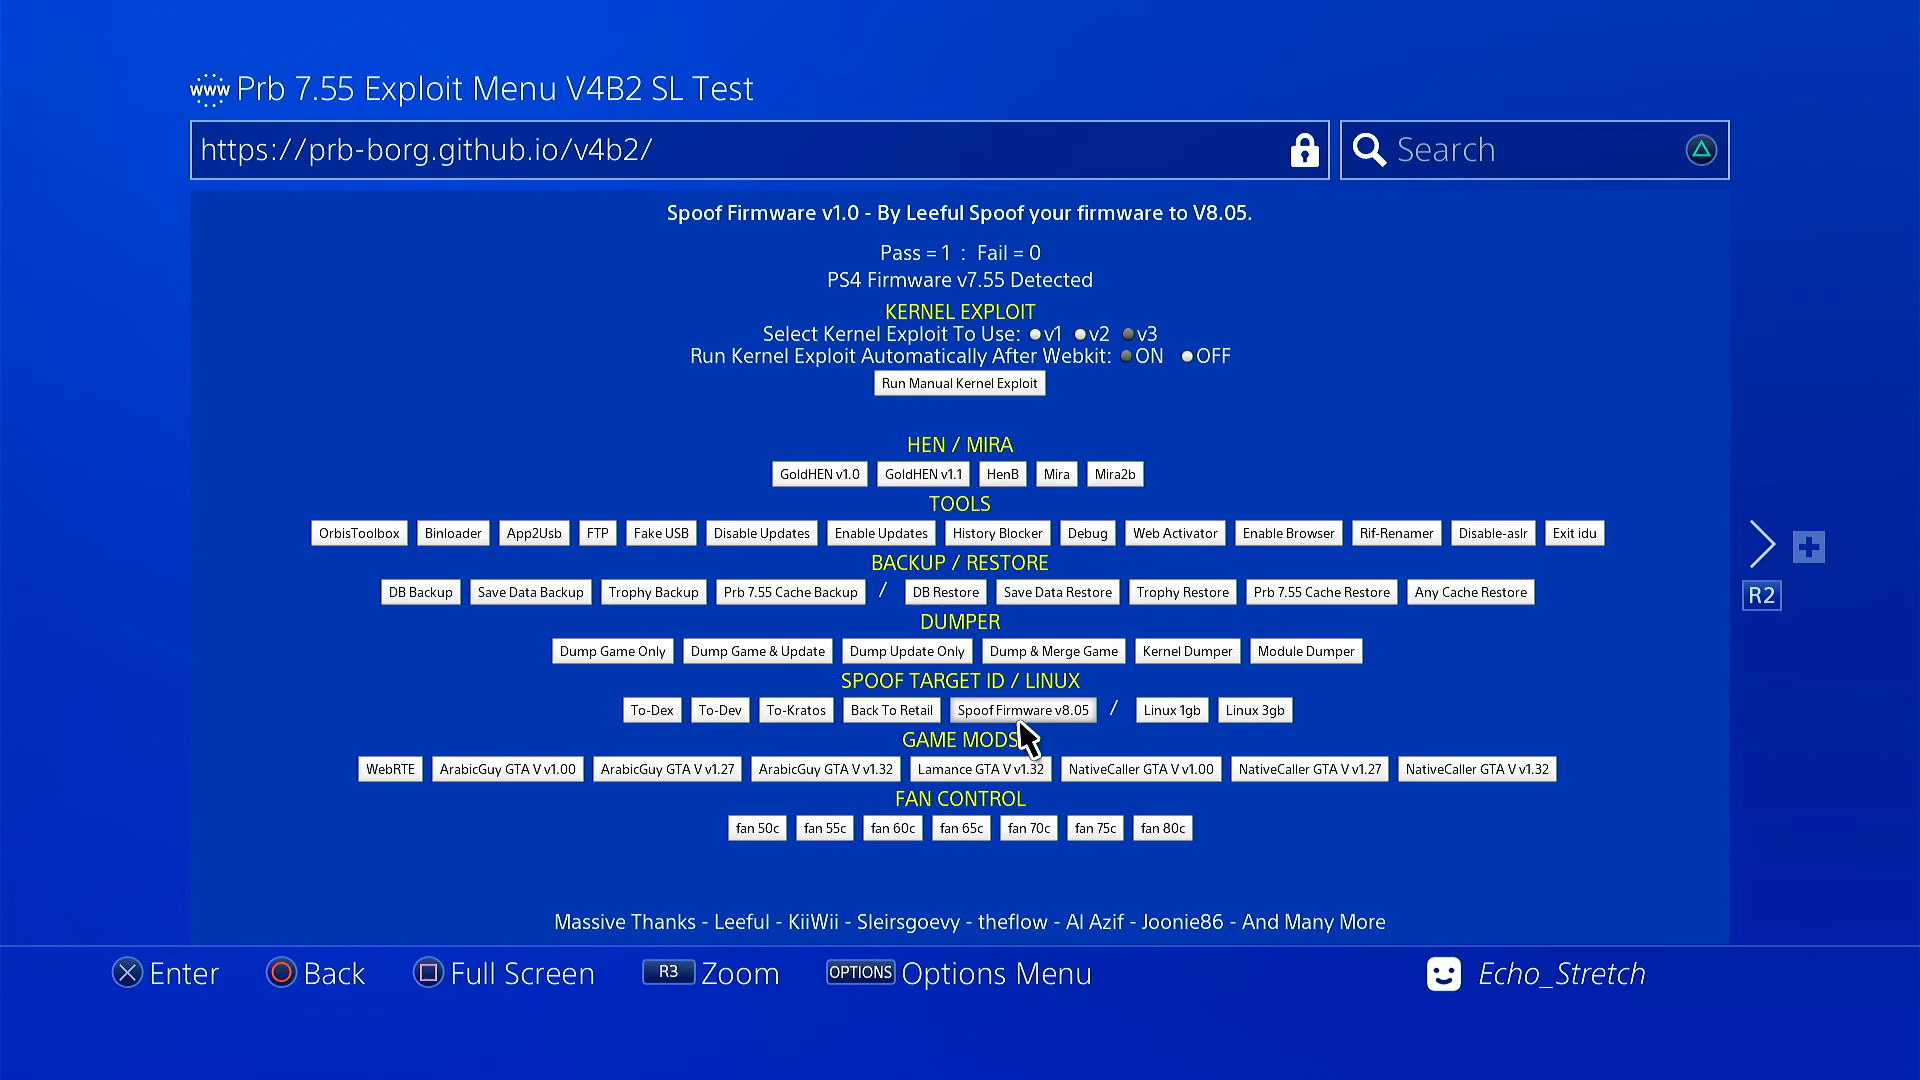 www Prb 7.55 Exploit Menu V4B2 SL Test
https://prb-borg.github.io/v4b2/ Search
Spoof Firmware v1.0 - By Leeful Spoof your firmware to V8.05.
Pass = 1 : Fail = 0
PS4 Firmware v7.55 Detected
KERNEL EXPLOIT
Select Kernel Exploit To Use: v1 v2 v3
Run Kernel Exploit Automatically After Webkit: ON OFF
Run Manual Kernel Exploit
HEN / MIRA
GoldHEN v1.0 GoldHEN v1.1 HenB Mira Mira2b
TOOLS
OrbisToolbox Binloader App2Usb FTP Fake USB Disable Updates Enable Updates History Blocker Debug Web Activator Enable Browser Rif-Renamer Disable-aslr Exit idu
BACKUP / RESTORE
DB Backup Save Data Backup Trophy Backup Prb 7.55 Cache Backup / DB Restore Save Data Restore Trophy Restore Prb 7.55 Cache Restore Any Cache Restore
R2
DUMPER
Dump Game Only Dump Game & Update Dump Update Only Dump & Merge Game Kernel Dumper Module Dumper
SPOOF TARGET ID / LINUX
To-Dex To-Dev To-Kratos Back To Retail Spoof Firmware v8.05 / Linux 1gb Linux 3gb
GAME MODS
WebRTE ArabicGuy GTA V v1.00 ArabicGuy GTA V v1.27 ArabicGuy GTA V v1.32 Lamance GTA V v1.32 NativeCaller GTA V v1.00 NativeCaller GTA V v1.27 NativeCaller GTA V v1.32
FAN CONTROL
fan 50c fan 55c fan 60c fan 65c fan 70c fan 75c fan 80c
Massive Thanks - Leeful - KiiWii - Sleirsgoevy - theflow - Al Azif - Joonie86 - And Many More
Enter Back Full Screen R3 Zoom OPTIONS Options Menu Echo_Stretch